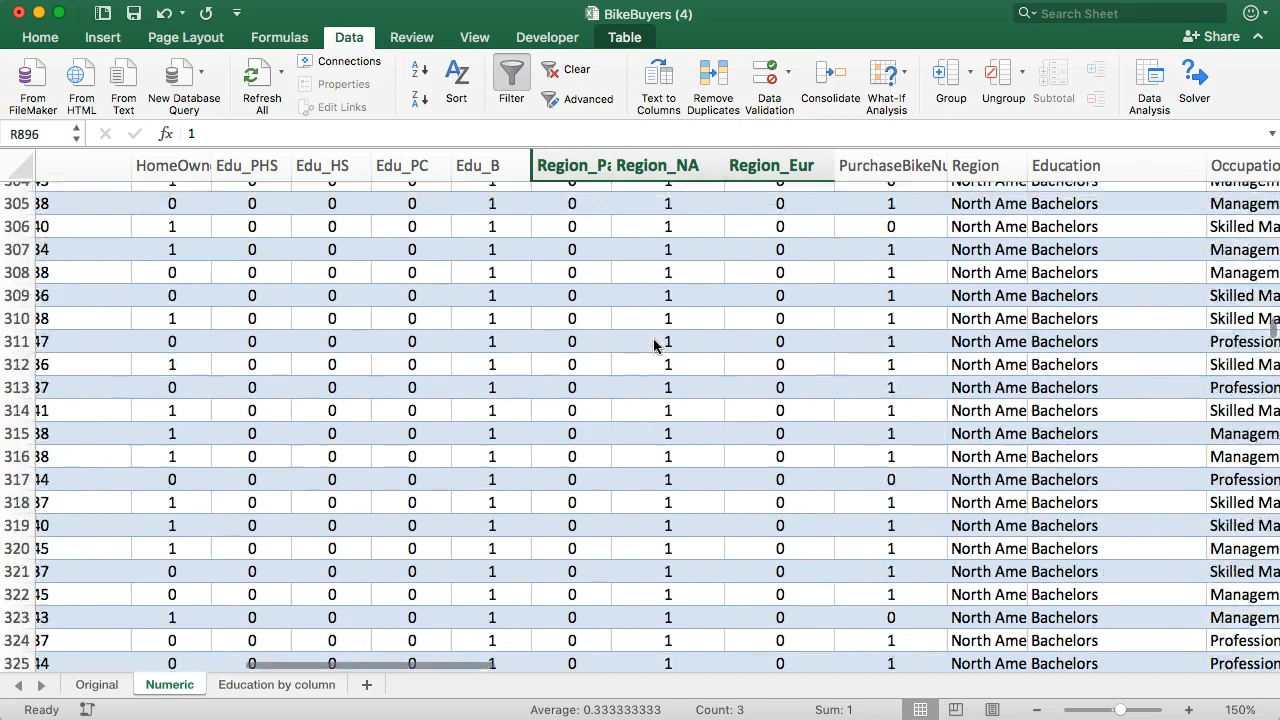 BikeBuyers (4)
Search Sheet
Home Insert Page Layout Formulas Data Review View Developer Table
Share
From FileMaker
From HTML
From Text
New Database Query
Refresh All
Connections
Properties
Edit Links
Sort
Filter
Clear
Advanced
Text to Columns
Remove Duplicates
Data Validation
Consolidate
What-If Analysis
Group
Ungroup
Subtotal
Data Analysis
Solver
R896 fx 1
HomeOwn Edu_PHS Edu_HS Edu_PC Edu_B Region_Pa Region_NA Region_Eur PurchaseBikeNu Region Education Occupatio
304 43 1 0 0 0 1 0 1 0 0 North Ame Bachelors Managem
305 38 0 0 0 0 1 0 1 0 1 North Ame Bachelors Managem
306 40 1 0 0 0 1 0 1 0 0 North Ame Bachelors Skilled Ma
307 34 1 0 0 0 1 0 1 0 1 North Ame Bachelors Managem
308 38 0 0 0 0 1 0 1 0 1 North Ame Bachelors Managem
309 36 0 0 0 0 1 0 1 0 1 North Ame Bachelors Skilled Ma
310 38 1 0 0 0 1 0 1 0 1 North Ame Bachelors Skilled Ma
311 47 0 0 0 0 1 0 1 0 1 North Ame Bachelors Profession
312 36 1 0 0 0 1 0 1 0 1 North Ame Bachelors Skilled Ma
313 37 0 0 0 0 1 0 1 0 1 North Ame Bachelors Profession
314 41 1 0 0 0 1 0 1 0 1 North Ame Bachelors Skilled Ma
315 38 1 0 0 0 1 0 1 0 1 North Ame Bachelors Managem
316 38 1 0 0 0 1 0 1 0 1 North Ame Bachelors Managem
317 44 0 0 0 0 1 0 1 0 0 North Ame Bachelors Profession
318 37 1 0 0 0 1 0 1 0 1 North Ame Bachelors Skilled Ma
319 40 1 0 0 0 1 0 1 0 1 North Ame Bachelors Skilled Ma
320 45 1 0 0 0 1 0 1 0 1 North Ame Bachelors Managem
321 37 0 0 0 0 1 0 1 0 1 North Ame Bachelors Skilled Ma
322 45 0 0 0 0 1 0 1 0 1 North Ame Bachelors Managem
323 43 1 0 0 0 1 0 1 0 0 North Ame Bachelors Managem
324 37 0 0 0 0 1 0 1 0 1 North Ame Bachelors Profession
325 44 0 0 0 0 1 0 1 0 1 North Ame Bachelors Profession
Original Numeric Education by column +
Ready Average: 0.333333333 Count: 3 Sum: 1 150%